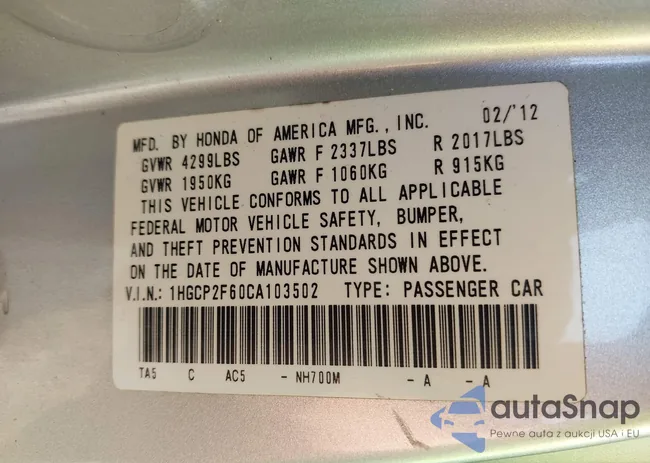 MFD. BY HONDA OF AMERICA MFG., INC. 02/'12
GVWR 4299LBS GAWR F 2337LBS R 2017LBS
GVWR 1950KG GAWR F 1060KG R 915KG
THIS VEHICLE CONFORMS TO ALL APPLICABLE
FEDERAL MOTOR VEHICLE SAFETY, BUMPER,
AND THEFT PREVENTION STANDARDS IN EFFECT
ON THE DATE OF MANUFACTURE SHOWN ABOVE.
V.I.N.: 1HGCP2F60CA103502 TYPE: PASSENGER CAR
TA5 C AC5 - NH700M - A - A
autaSnap
Pewne auta z aukcji USA i EU